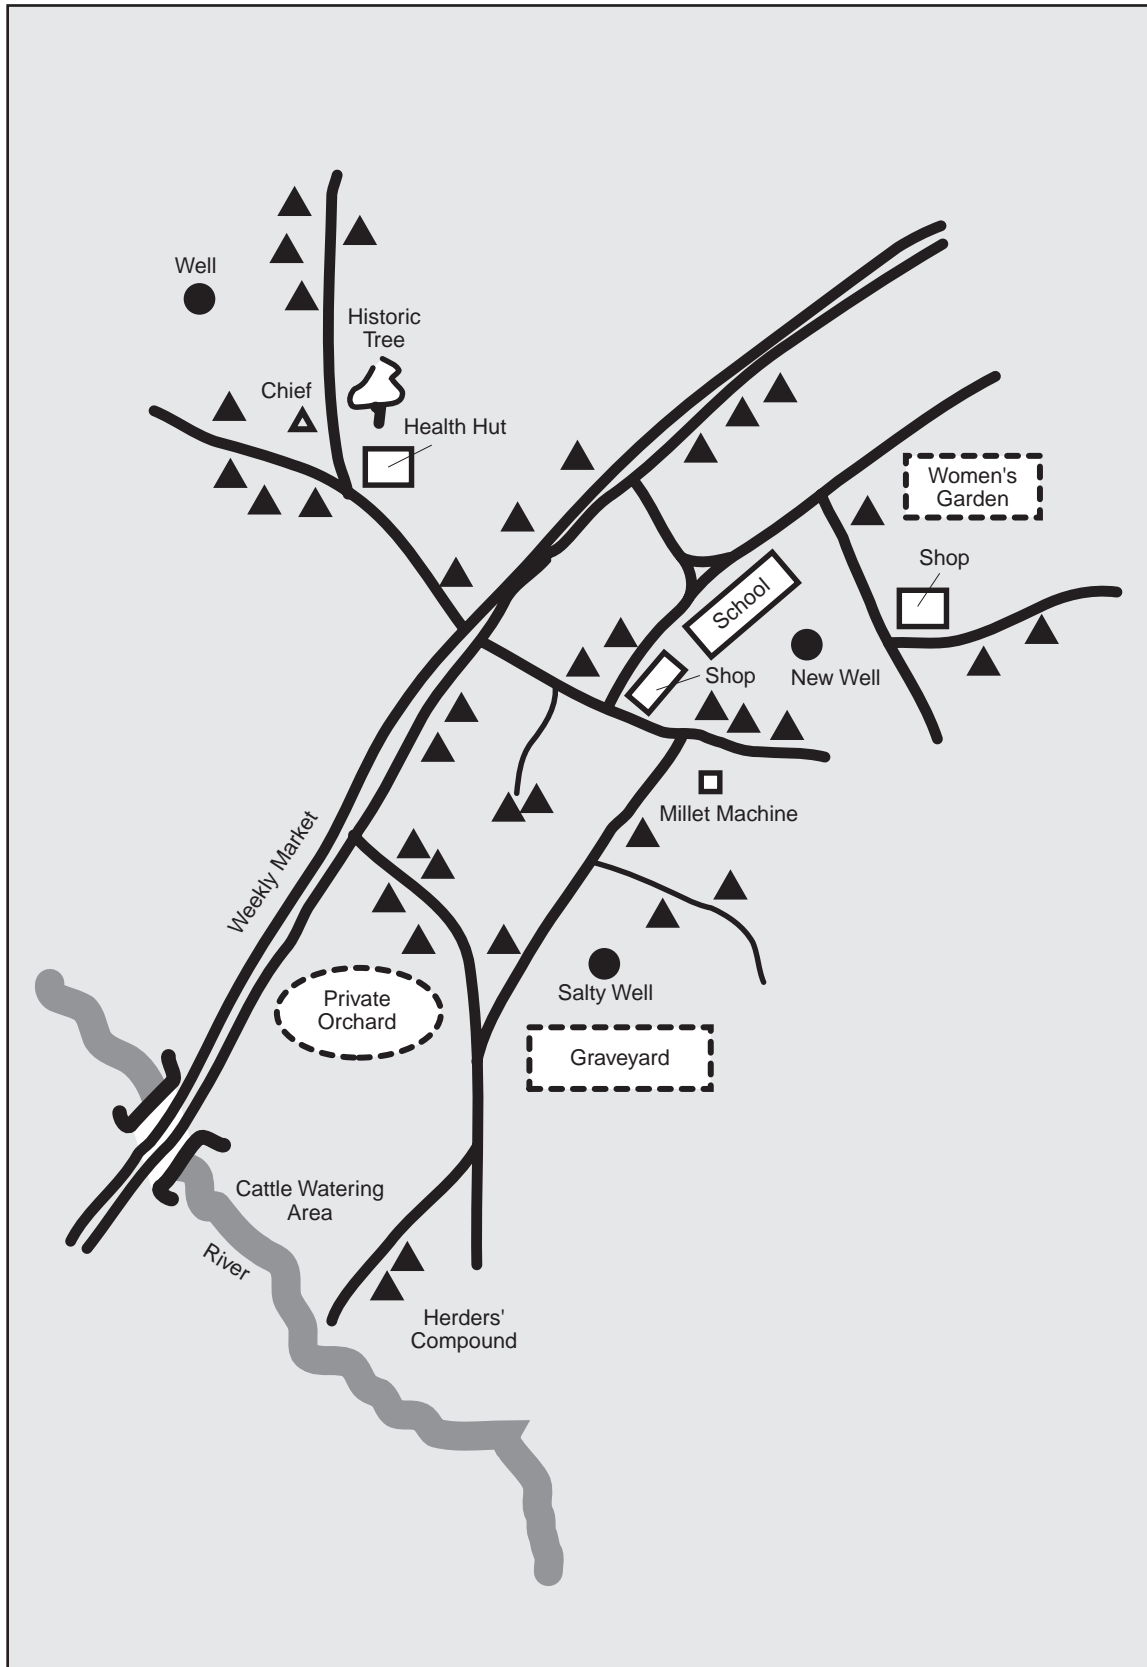 Well
Historic
Tree
Chief
Health Hut
Women's
Garden
Shop
School
Shop
New Well
Millet Machine
Weekly Market
Salty Well
Private
Orchard
Graveyard
Cattle Watering
Area
River
Herders'
Compound